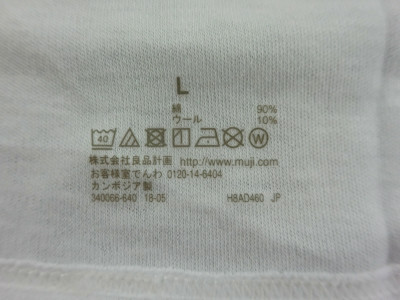 L
綿 90%
ウール 10%
40 W
株式会社良品計画 http://www.muji.com
お客様室でんわ 0120-14-6404
カンボジア製
340066-640 18-05 H8AD460 JP